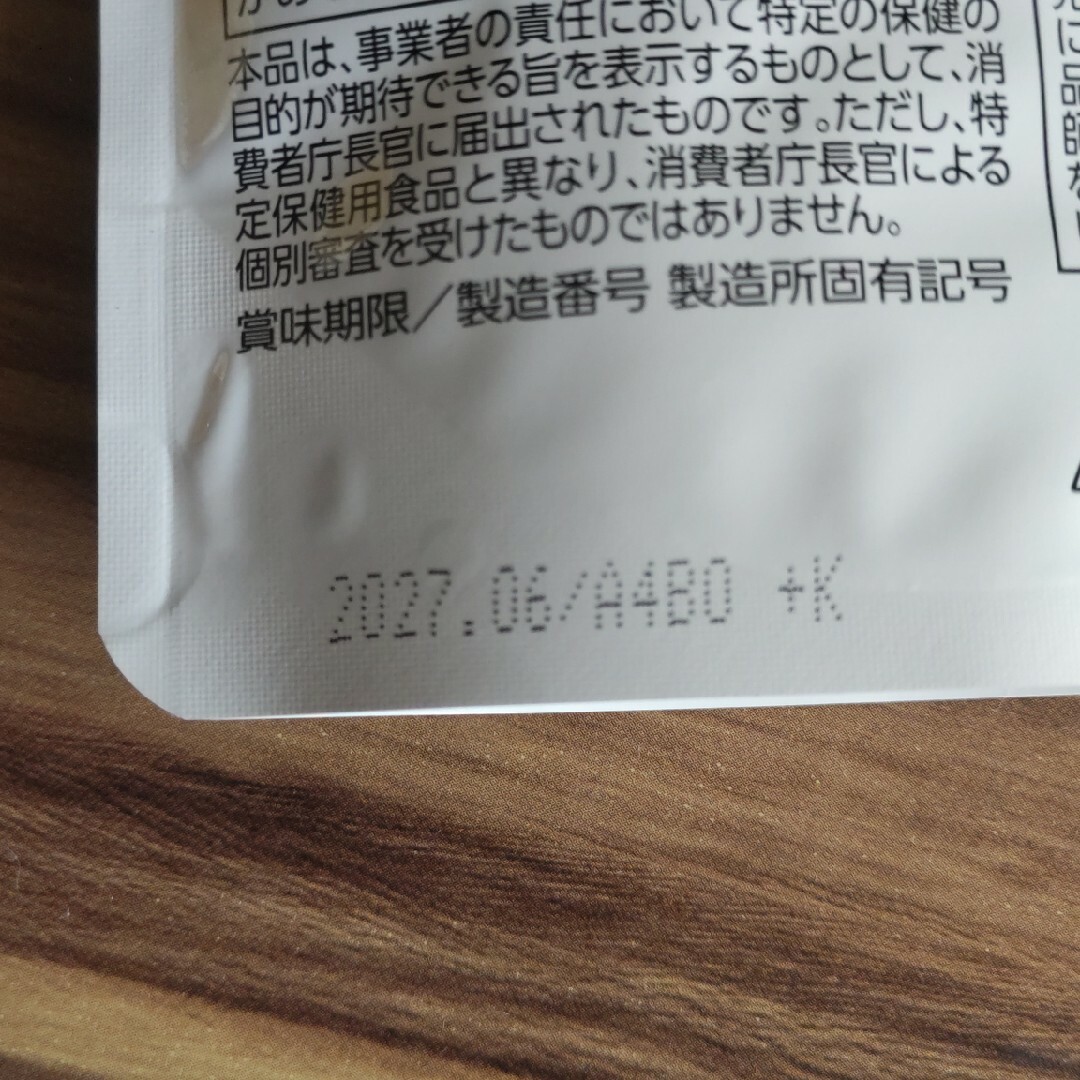 本品は、事業者の責任において特定の保健の
目的が期待できる旨を表示するものとして、消
費者庁長官に届出されたものです。ただし、特
定保健用食品と異なり、消費者庁長官による
個別審査を受けたものではありません。
賞味期限／製造番号 製造所固有記号
2027.06/A4B0 +K